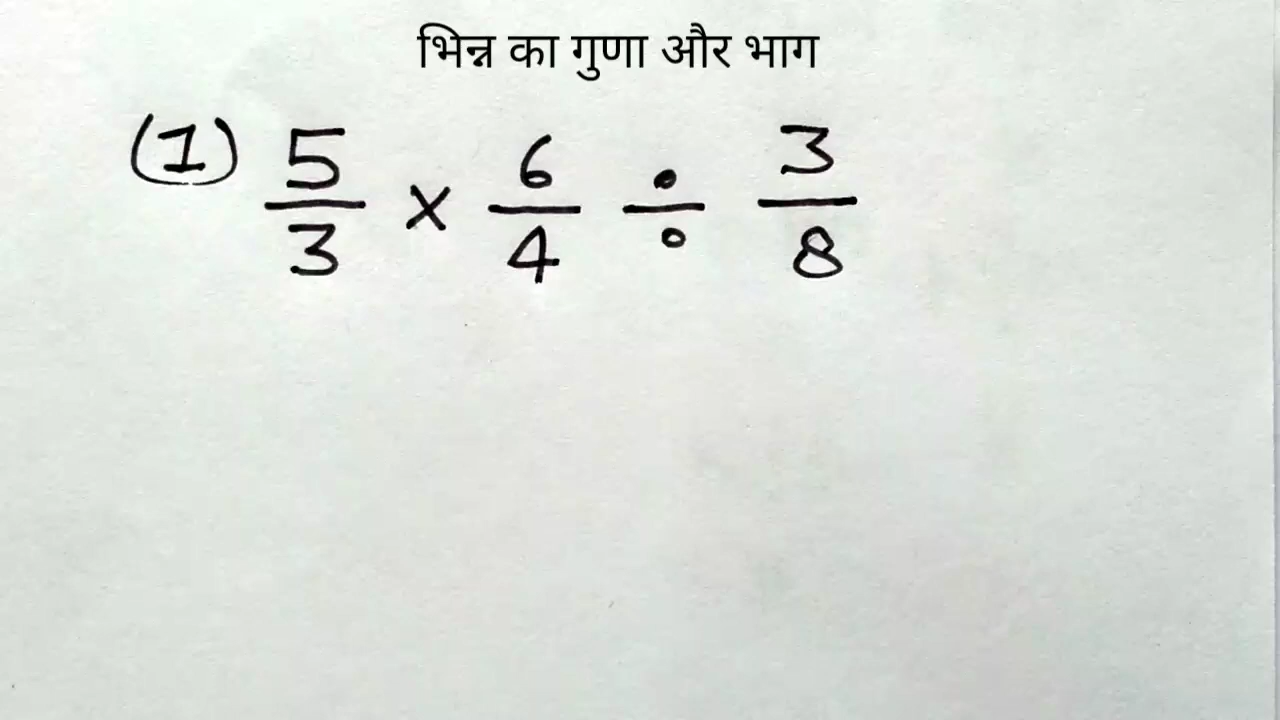 भिन्न का गुणा और भाग
(1) 5/3 × 6/4 ÷ 3/8